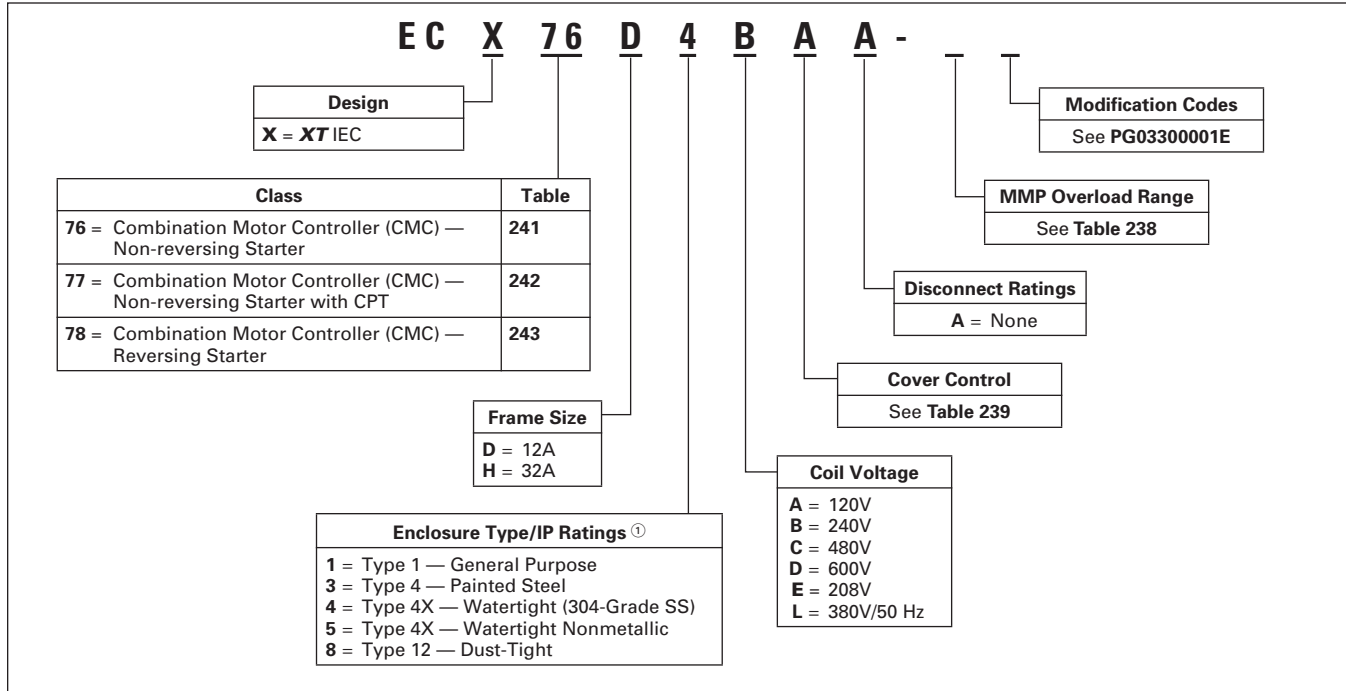 EC X 76 D 4 B A A - _ _
Design
X = XT IEC
Modification Codes
See PG03300001E
Class Table
76 = Combination Motor Controller (CMC) — 241
Non-reversing Starter
77 = Combination Motor Controller (CMC) — 242
Non-reversing Starter with CPT
78 = Combination Motor Controller (CMC) — 243
Reversing Starter
MMP Overload Range
See Table 238
Disconnect Ratings
A = None
Cover Control
See Table 239
Frame Size
D = 12A
H = 32A
Coil Voltage
A = 120V
B = 240V
C = 480V
D = 600V
E = 208V
L = 380V/50 Hz
Enclosure Type/IP Ratings ①
1 = Type 1 — General Purpose
3 = Type 4 — Painted Steel
4 = Type 4X — Watertight (304-Grade SS)
5 = Type 4X — Watertight Nonmetallic
8 = Type 12 — Dust-Tight